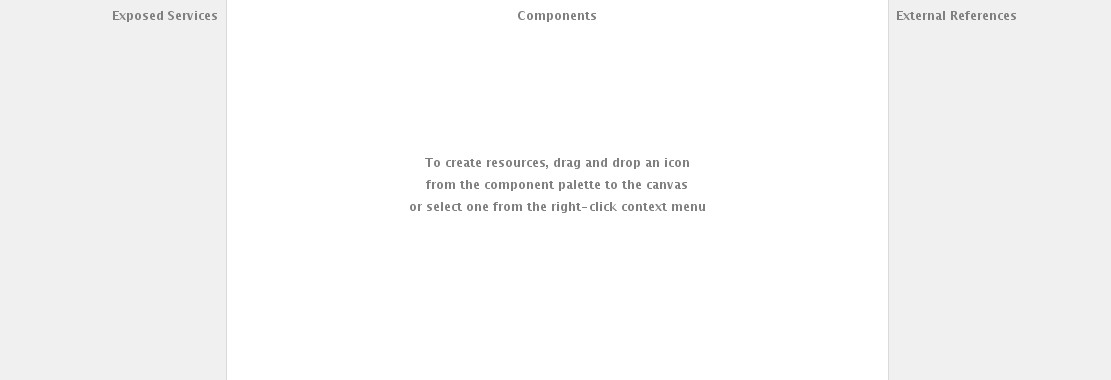 Exposed Services
Components
External References
To create resources, drag and drop an icon
from the component palette to the canvas
or select one from the right-click context menu